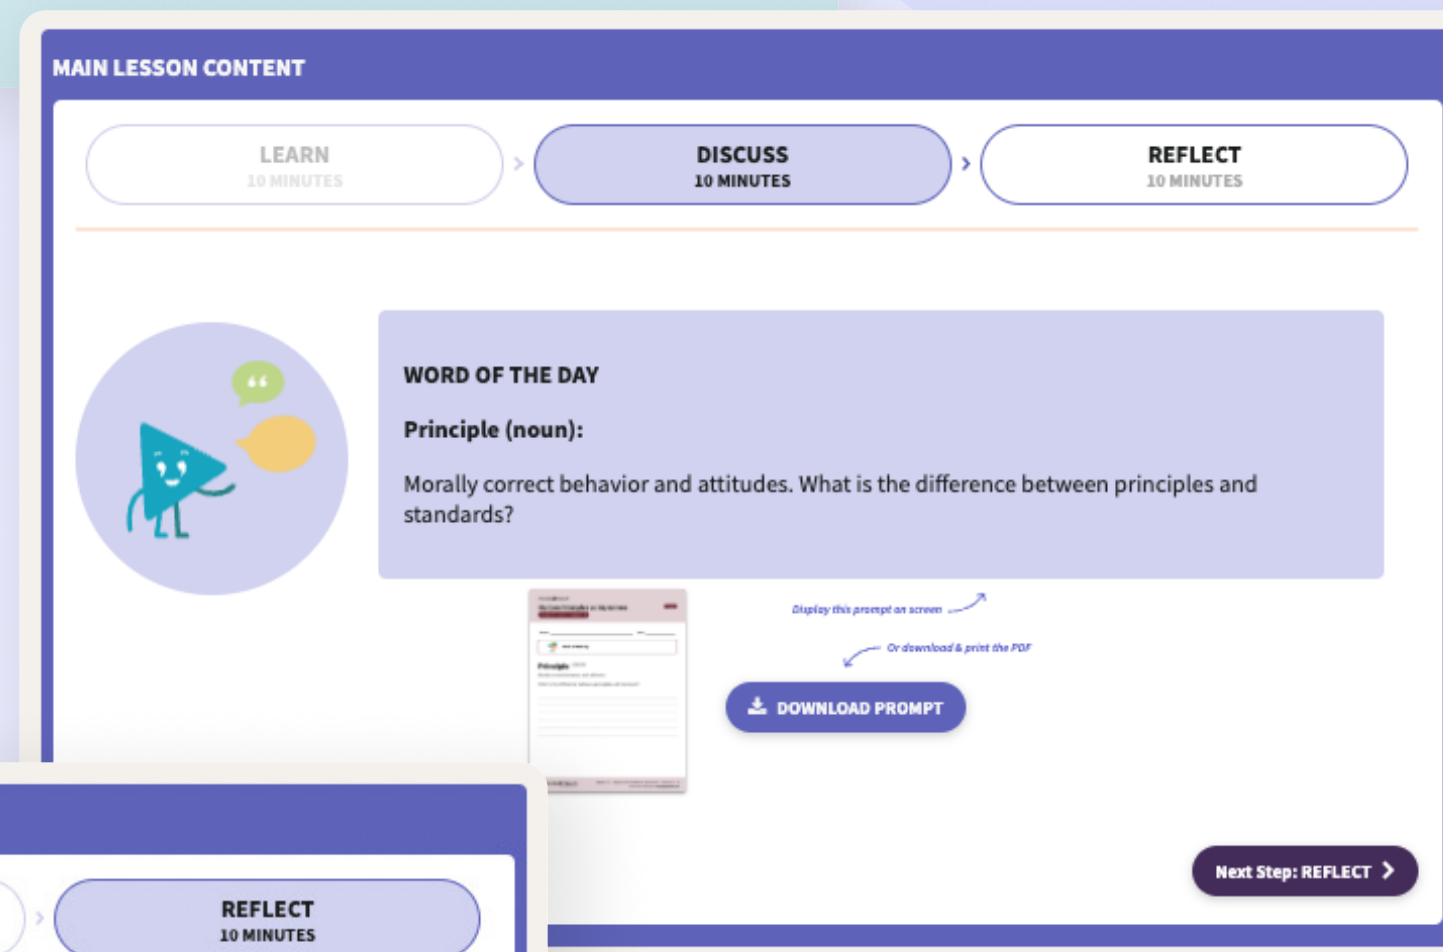 MAIN LESSON CONTENT
LEARN
10 MINUTES
DISCUSS
10 MINUTES
REFLECT
10 MINUTES
WORD OF THE DAY
Principle (noun):
Morally correct behavior and attitudes. What is the difference between principles and
standards?
Display this prompt on screen
Or download & print the PDF
DOWNLOAD PROMPT
Principle
Next Step: REFLECT
REFLECT
10 MINUTES